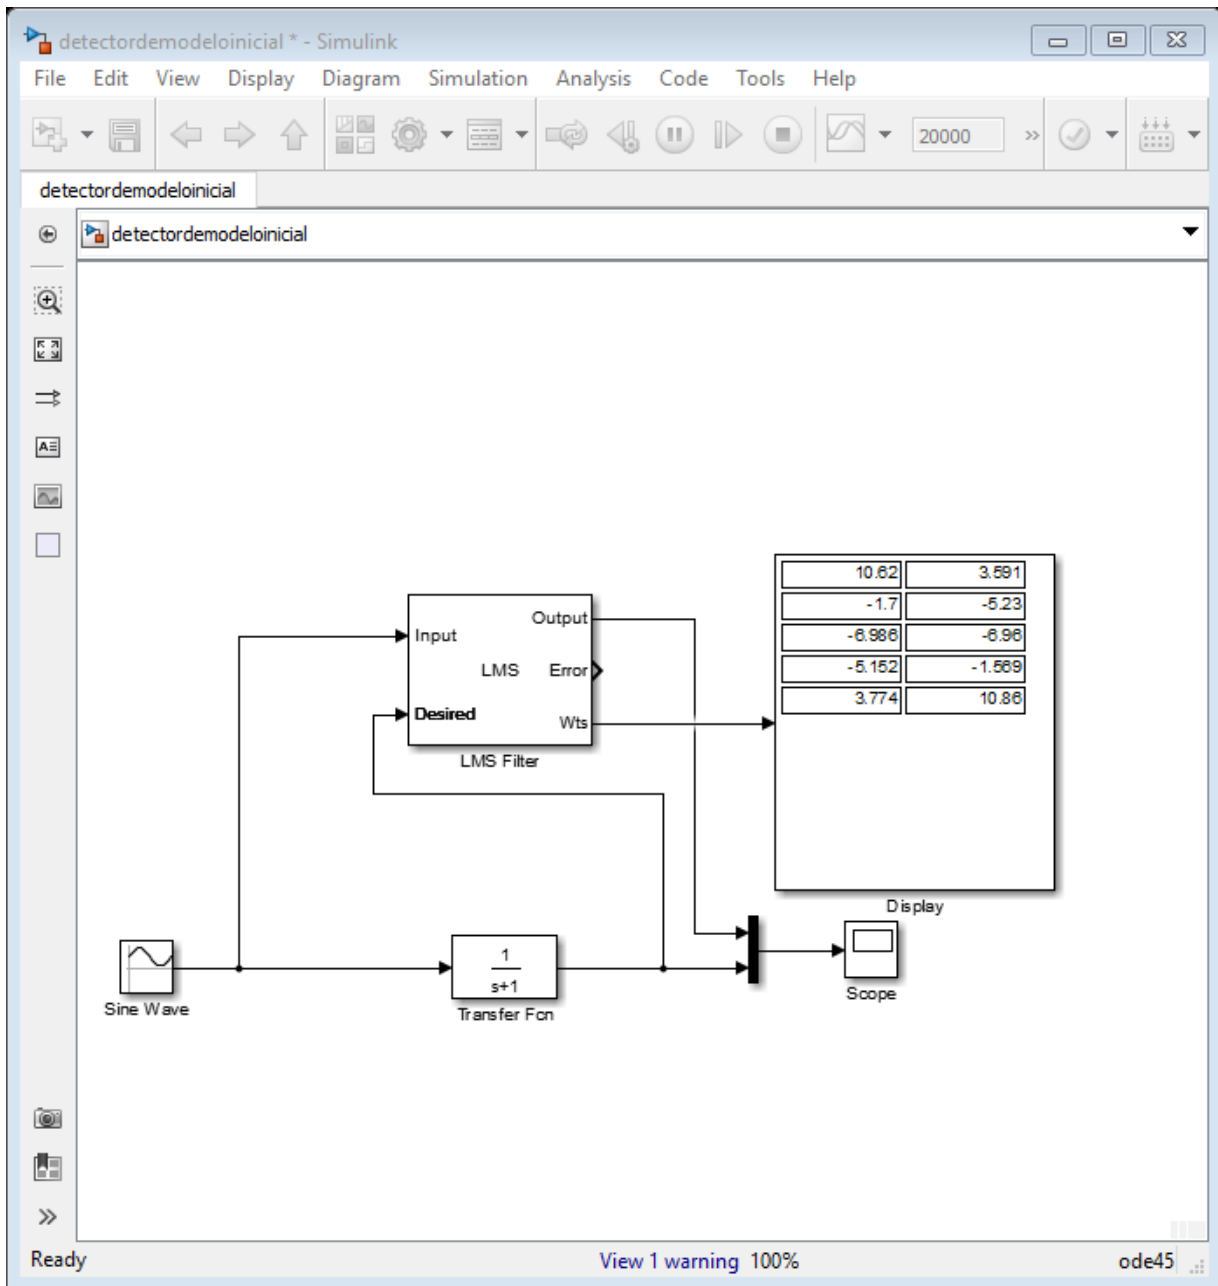 detectordemodeloinicial * - Simulink
File Edit View Display Diagram Simulation Analysis Code Tools Help
20000 »
detectordemodeloinicial
detectordemodeloinicial
10.62 3.591
-1.7 -5.23
-6.986 -6.96
-5.152 -1.569
3.774 10.86
Display
Output
Input
LMS Error
Desired
Wts
LMS Filter
Sine Wave
1
s+1
Transfer Fcn
Scope
Ready View 1 warning 100% ode45